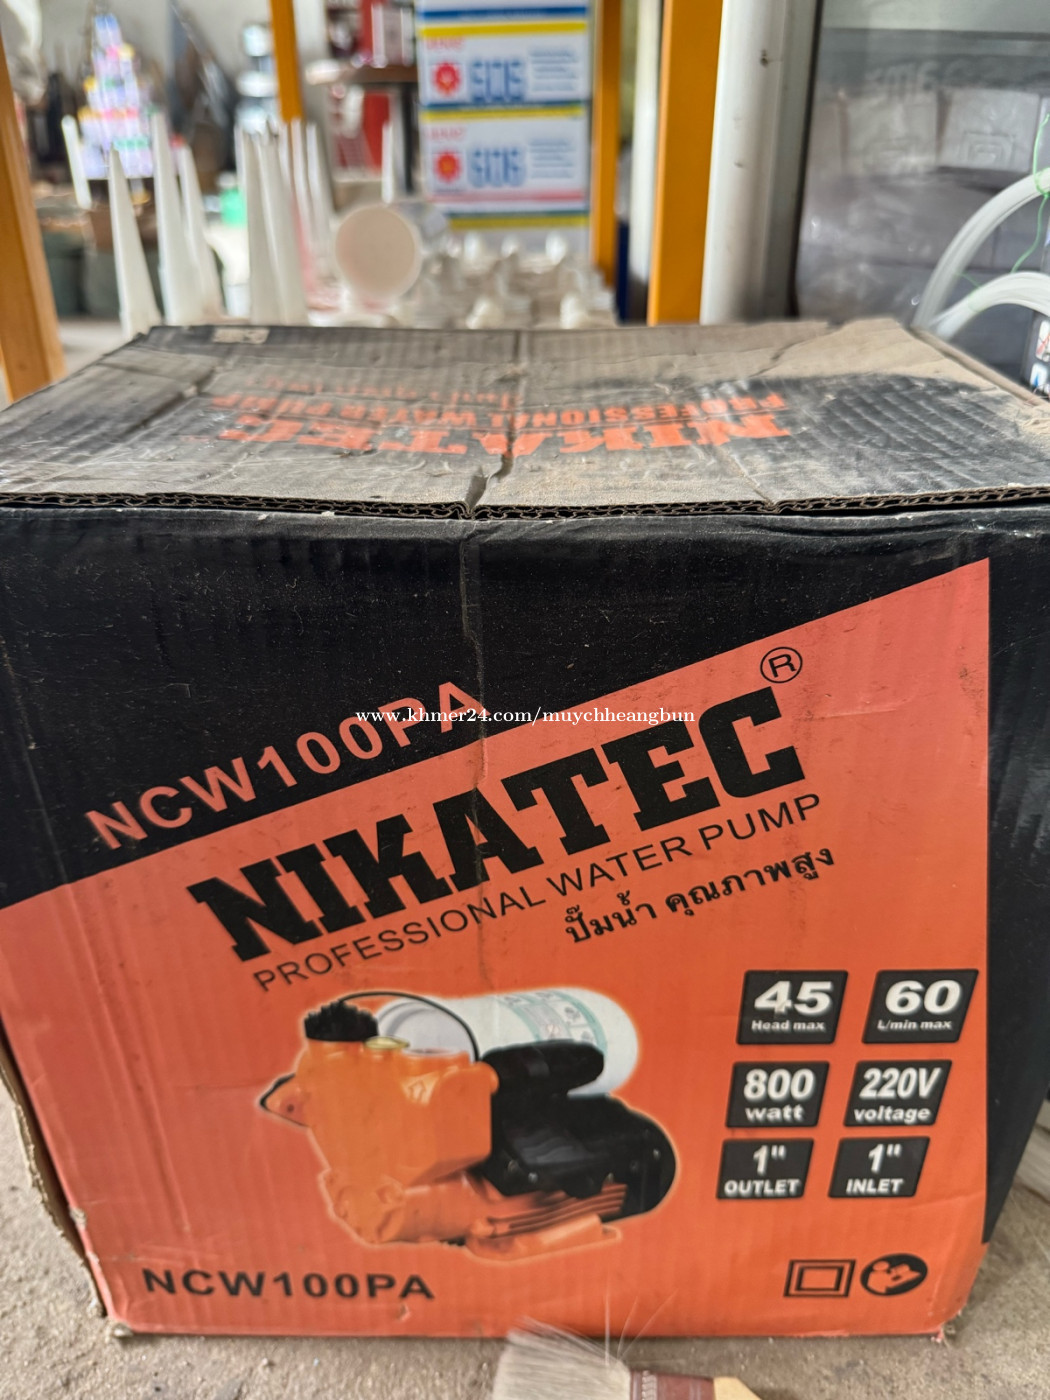 SOS
SOS
NIKATEC
PROFESSIONAL WATER PUMP
www.khmer24.com/muychheangbun
NCW100PA
NIKATEC®
PROFESSIONAL WATER PUMP
ปั๊มน้ำ คุณภาพสูง
45
Head max
60
L/min max
800
watt
220V
voltage
1"
OUTLET
1"
INLET
NCW100PA